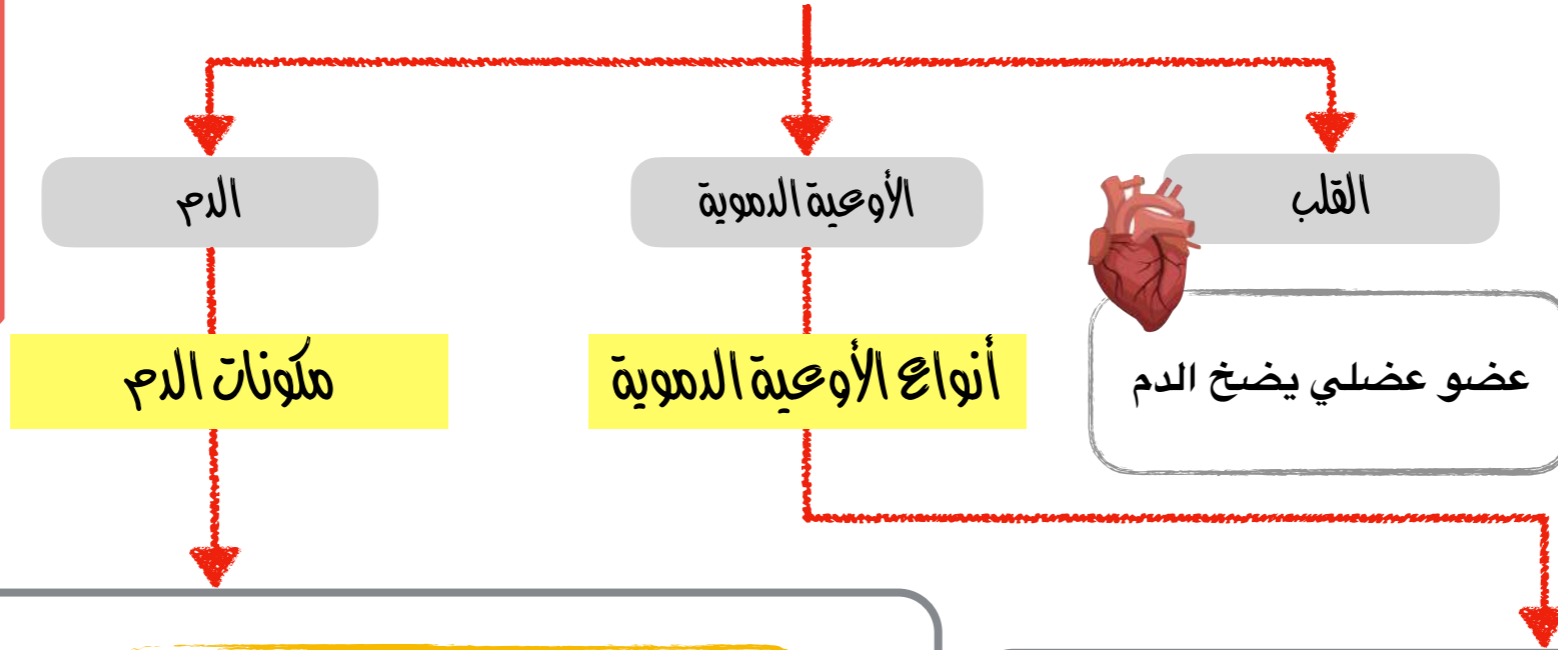 القلب
الأوعية الدموية
الدم
عضو عضلي يضخ الدم
أنواع الأوعية الدموية
مكونات الدم